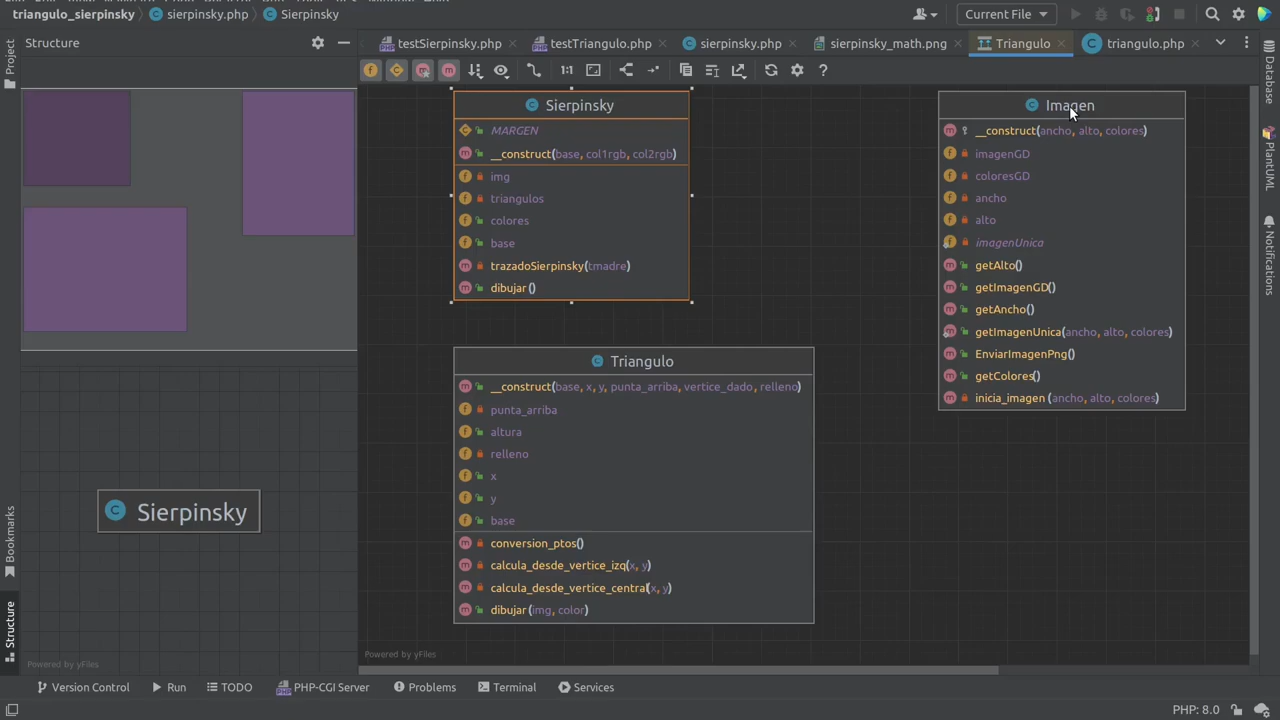 triangulo_sierpinsky
sierpinsky.php
Sierpinsky
Current File
Project
Structure
testSierpinsky.php
testTriangulo.php
sierpinsky.php
sierpinsky_math.png
Triangulo
triangulo.php
1:1
?
Sierpinsky
MARGEN
__construct(base, col1rgb, col2rgb)
img
triangulos
colores
base
trazadoSierpinsky(tmadre)
dibujar()
Imagen
__construct(ancho, alto, colores)
imagenGD
coloresGD
ancho
alto
imagenUnica
getAlto()
getImagenGD()
getAncho()
getImagenUnica(ancho, alto, colores)
EnviarImagenPng()
getColores()
inicia_imagen (ancho, alto, colores)
Triangulo
__construct(base, x, y, punta_arriba, vertice_dado, relleno)
punta_arriba
altura
relleno
x
y
base
conversion_ptos()
calcula_desde_vertice_izq(x, y)
calcula_desde_vertice_central(x, y)
dibujar(img, color)
Sierpinsky
Powered by yFiles
Powered by yFiles
Bookmarks
Structure
Database
PlantUML
Notifications
Version Control
Run
TODO
PHP-CGI Server
Problems
Terminal
Services
PHP: 8.0